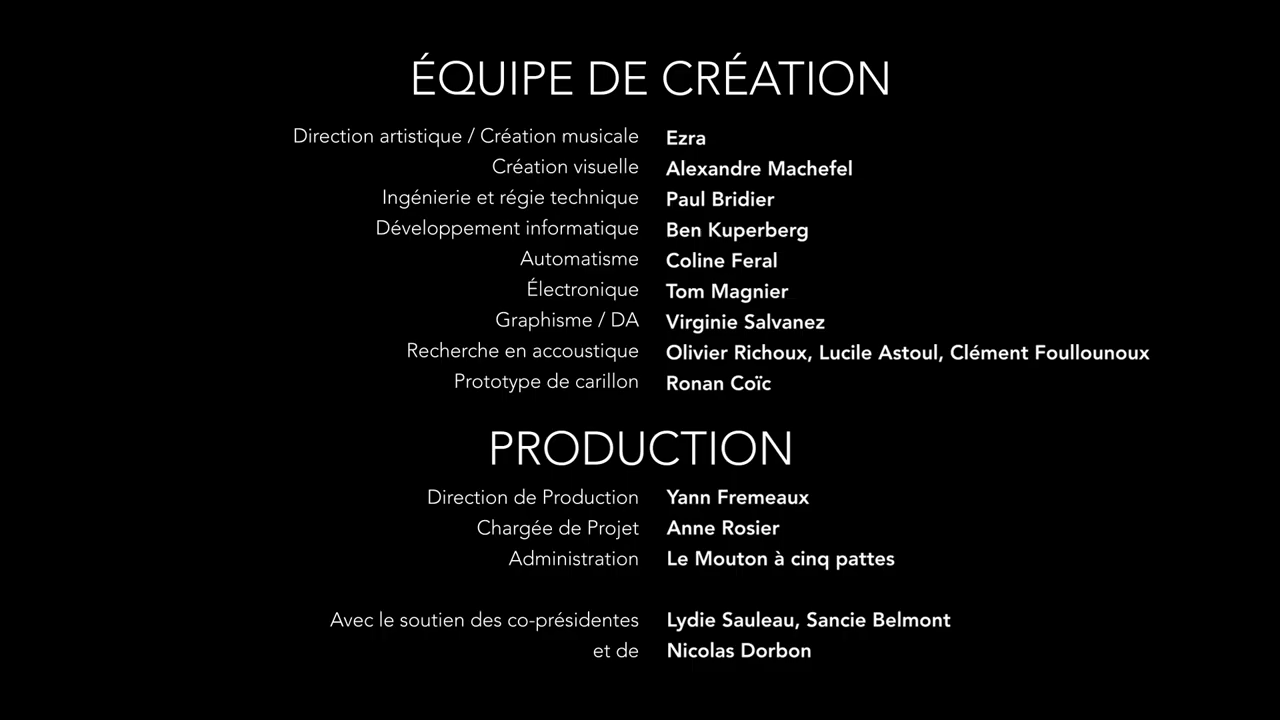 ÉQUIPE DE CRÉATION
Direction artistique / Création musicale Ezra
Création visuelle Alexandre Machefel
Ingénierie et régie technique Paul Bridier
Développement informatique Ben Kuperberg
Automatisme Coline Feral
Électronique Tom Magnier
Graphisme / DA Virginie Salvanez
Recherche en accoustique Olivier Richoux, Lucile Astoul, Clément Foullounoux
Prototype de carillon Ronan Coïc
PRODUCTION
Direction de Production Yann Fremeaux
Chargée de Projet Anne Rosier
Administration Le Mouton à cinq pattes
Avec le soutien des co-présidentes Lydie Sauleau, Sancie Belmont
et de Nicolas Dorbon